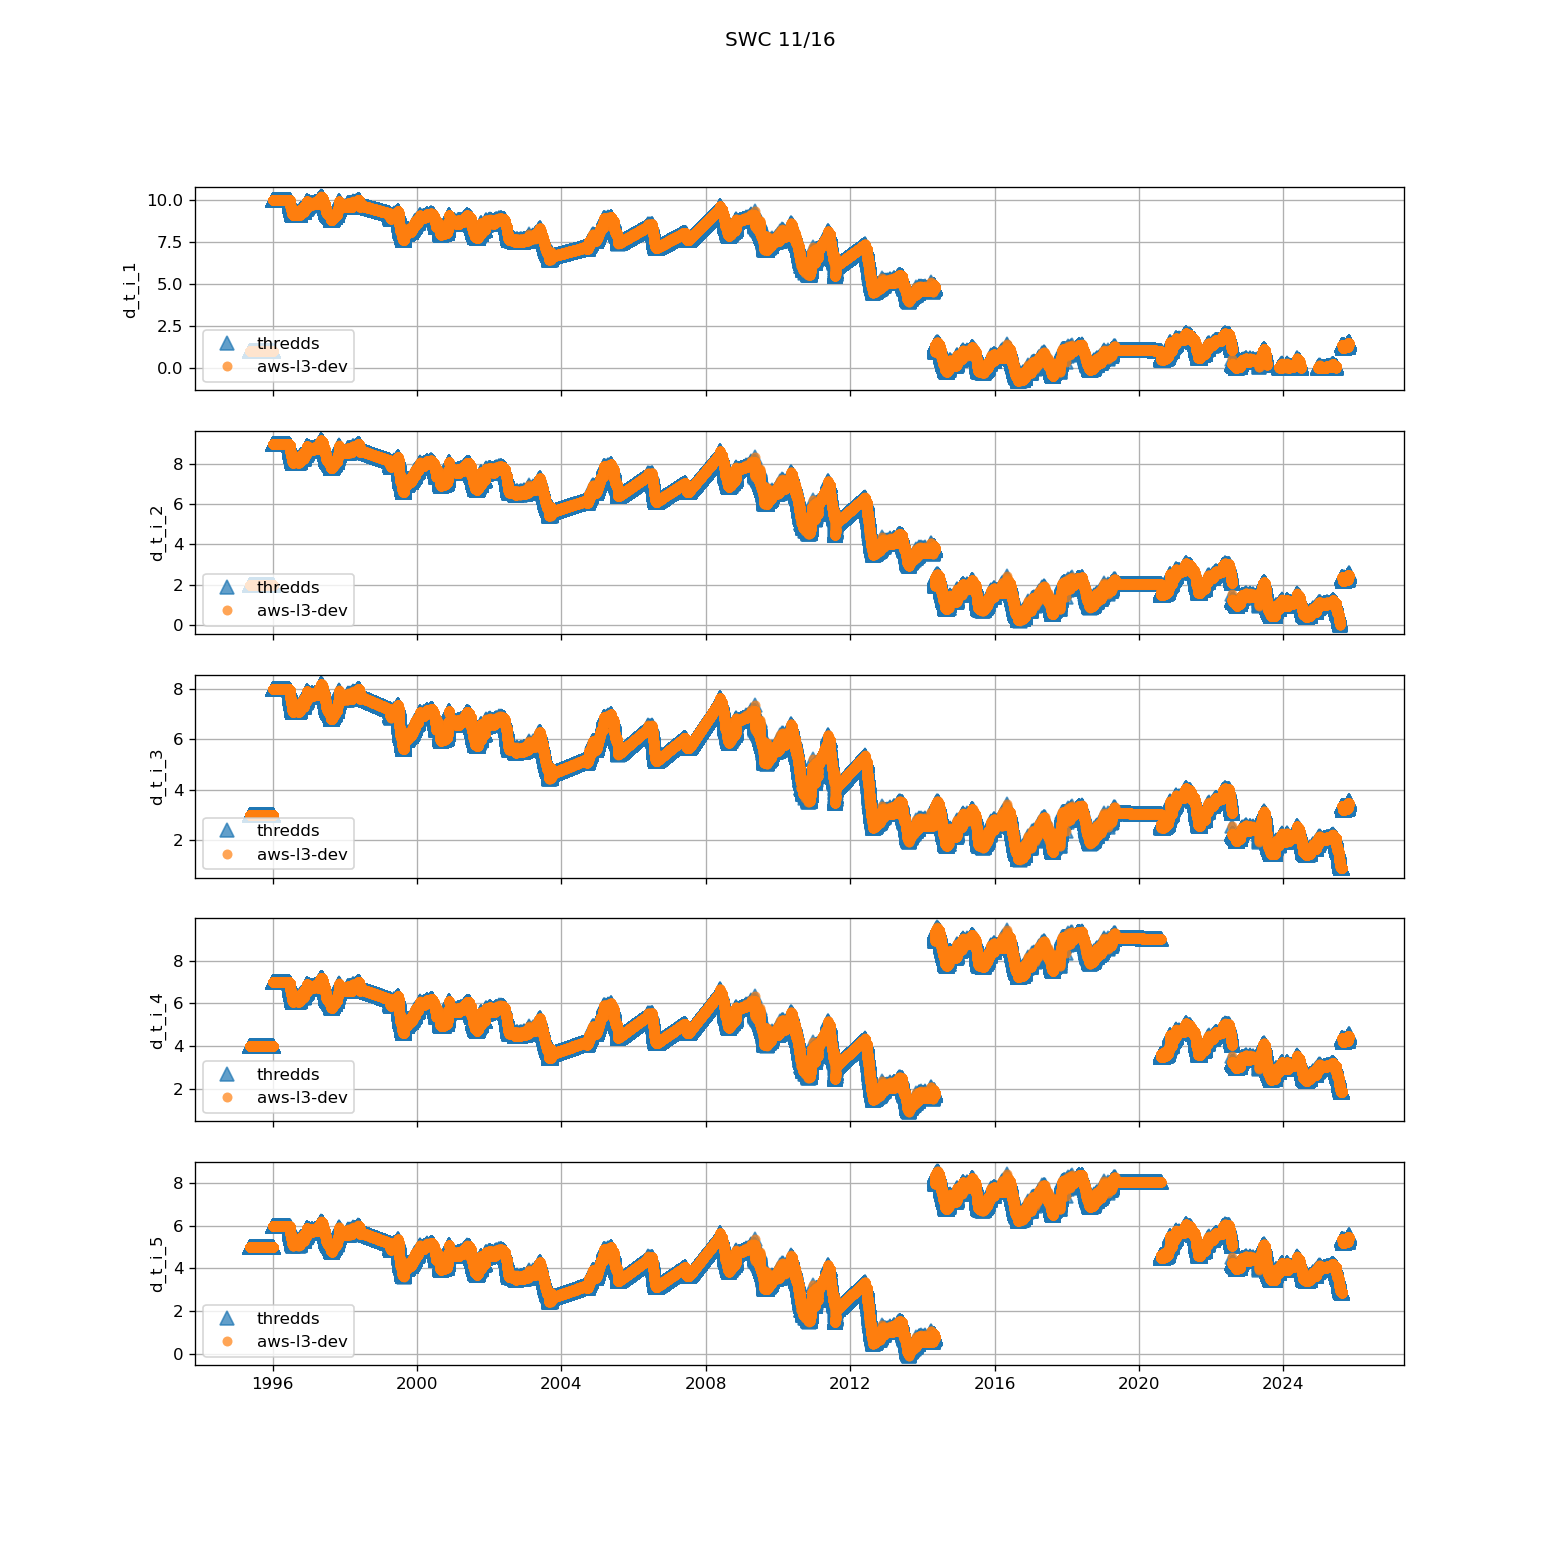 SWC 11/16
10.0
7.5
5.0
2.5
0.0
d_t_i_1
thredds
aws-l3-dev
8
6
4
2
0
d_t_i_2
thredds
aws-l3-dev
8
6
4
2
d_t_i_3
thredds
aws-l3-dev
8
6
4
2
d_t_i_4
thredds
aws-l3-dev
8
6
4
2
0
d_t_i_5
thredds
aws-l3-dev
1996 2000 2004 2008 2012 2016 2020 2024